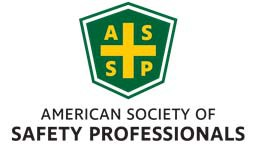 A S
S P
AMERICAN SOCIETY OF
SAFETY PROFESSIONALS